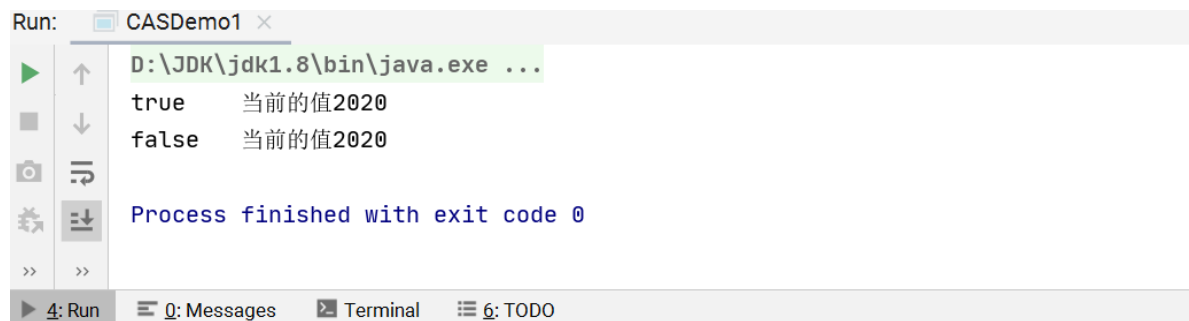 Run: CASDemo1
D:\JDK\jdk1.8\bin\java.exe ...
true 当前的值2020
false 当前的值2020
Process finished with exit code 0
4: Run 0: Messages Terminal 6: TODO